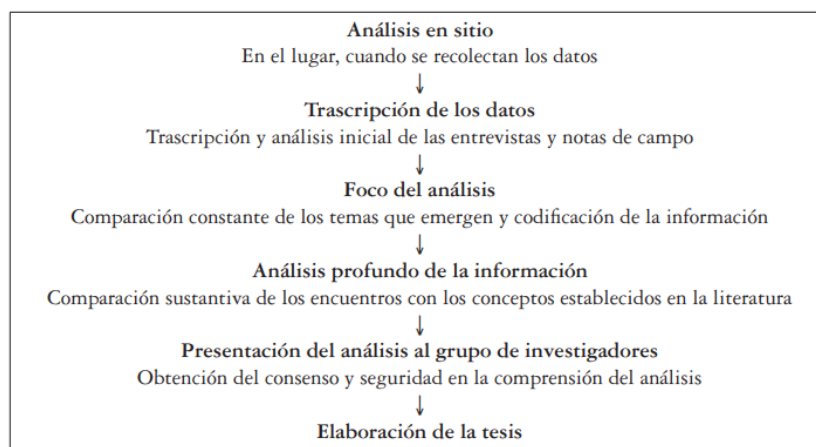 Análisis en sitio
En el lugar, cuando se recolectan los datos
↓
Trascripción de los datos
Trascripción y análisis inicial de las entrevistas y notas de campo
↓
Foco del análisis
Comparación constante de los temas que emergen y codificación de la información
↓
Análisis profundo de la información
Comparación sustantiva de los encuentros con los conceptos establecidos en la literatura
↓
Presentación del análisis al grupo de investigadores
Obtención del consenso y seguridad en la comprensión del análisis
↓
Elaboración de la tesis